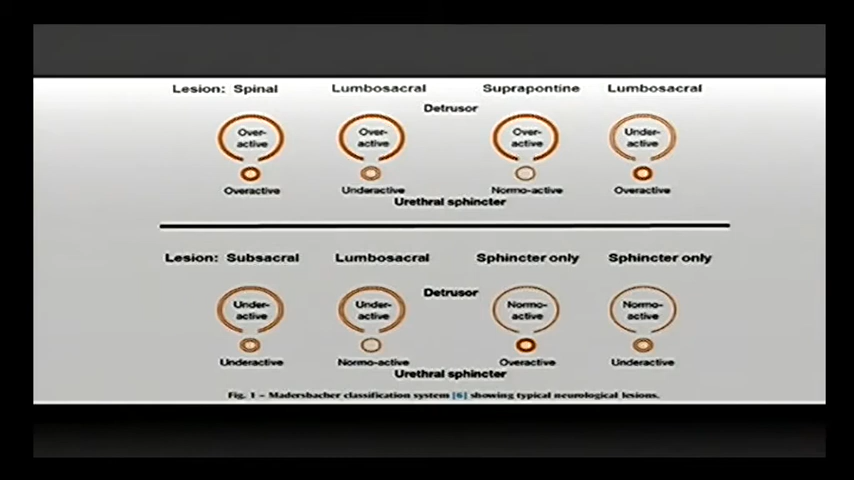 Lesion: Spinal Lumbosacral Suprapontine Lumbosacral
Detrusor
Over-active Over-active Over-active Under-active
Overactive Underactive Normo-active Overactive
Urethral sphincter
Lesion: Subsacral Lumbosacral Sphincter only Sphincter only
Detrusor
Under-active Under-active Normo-active Normo-active
Underactive Normo-active Overactive Underactive
Urethral sphincter
Fig. 1 – Madersbacher classification system [6] showing typical neurological lesions.